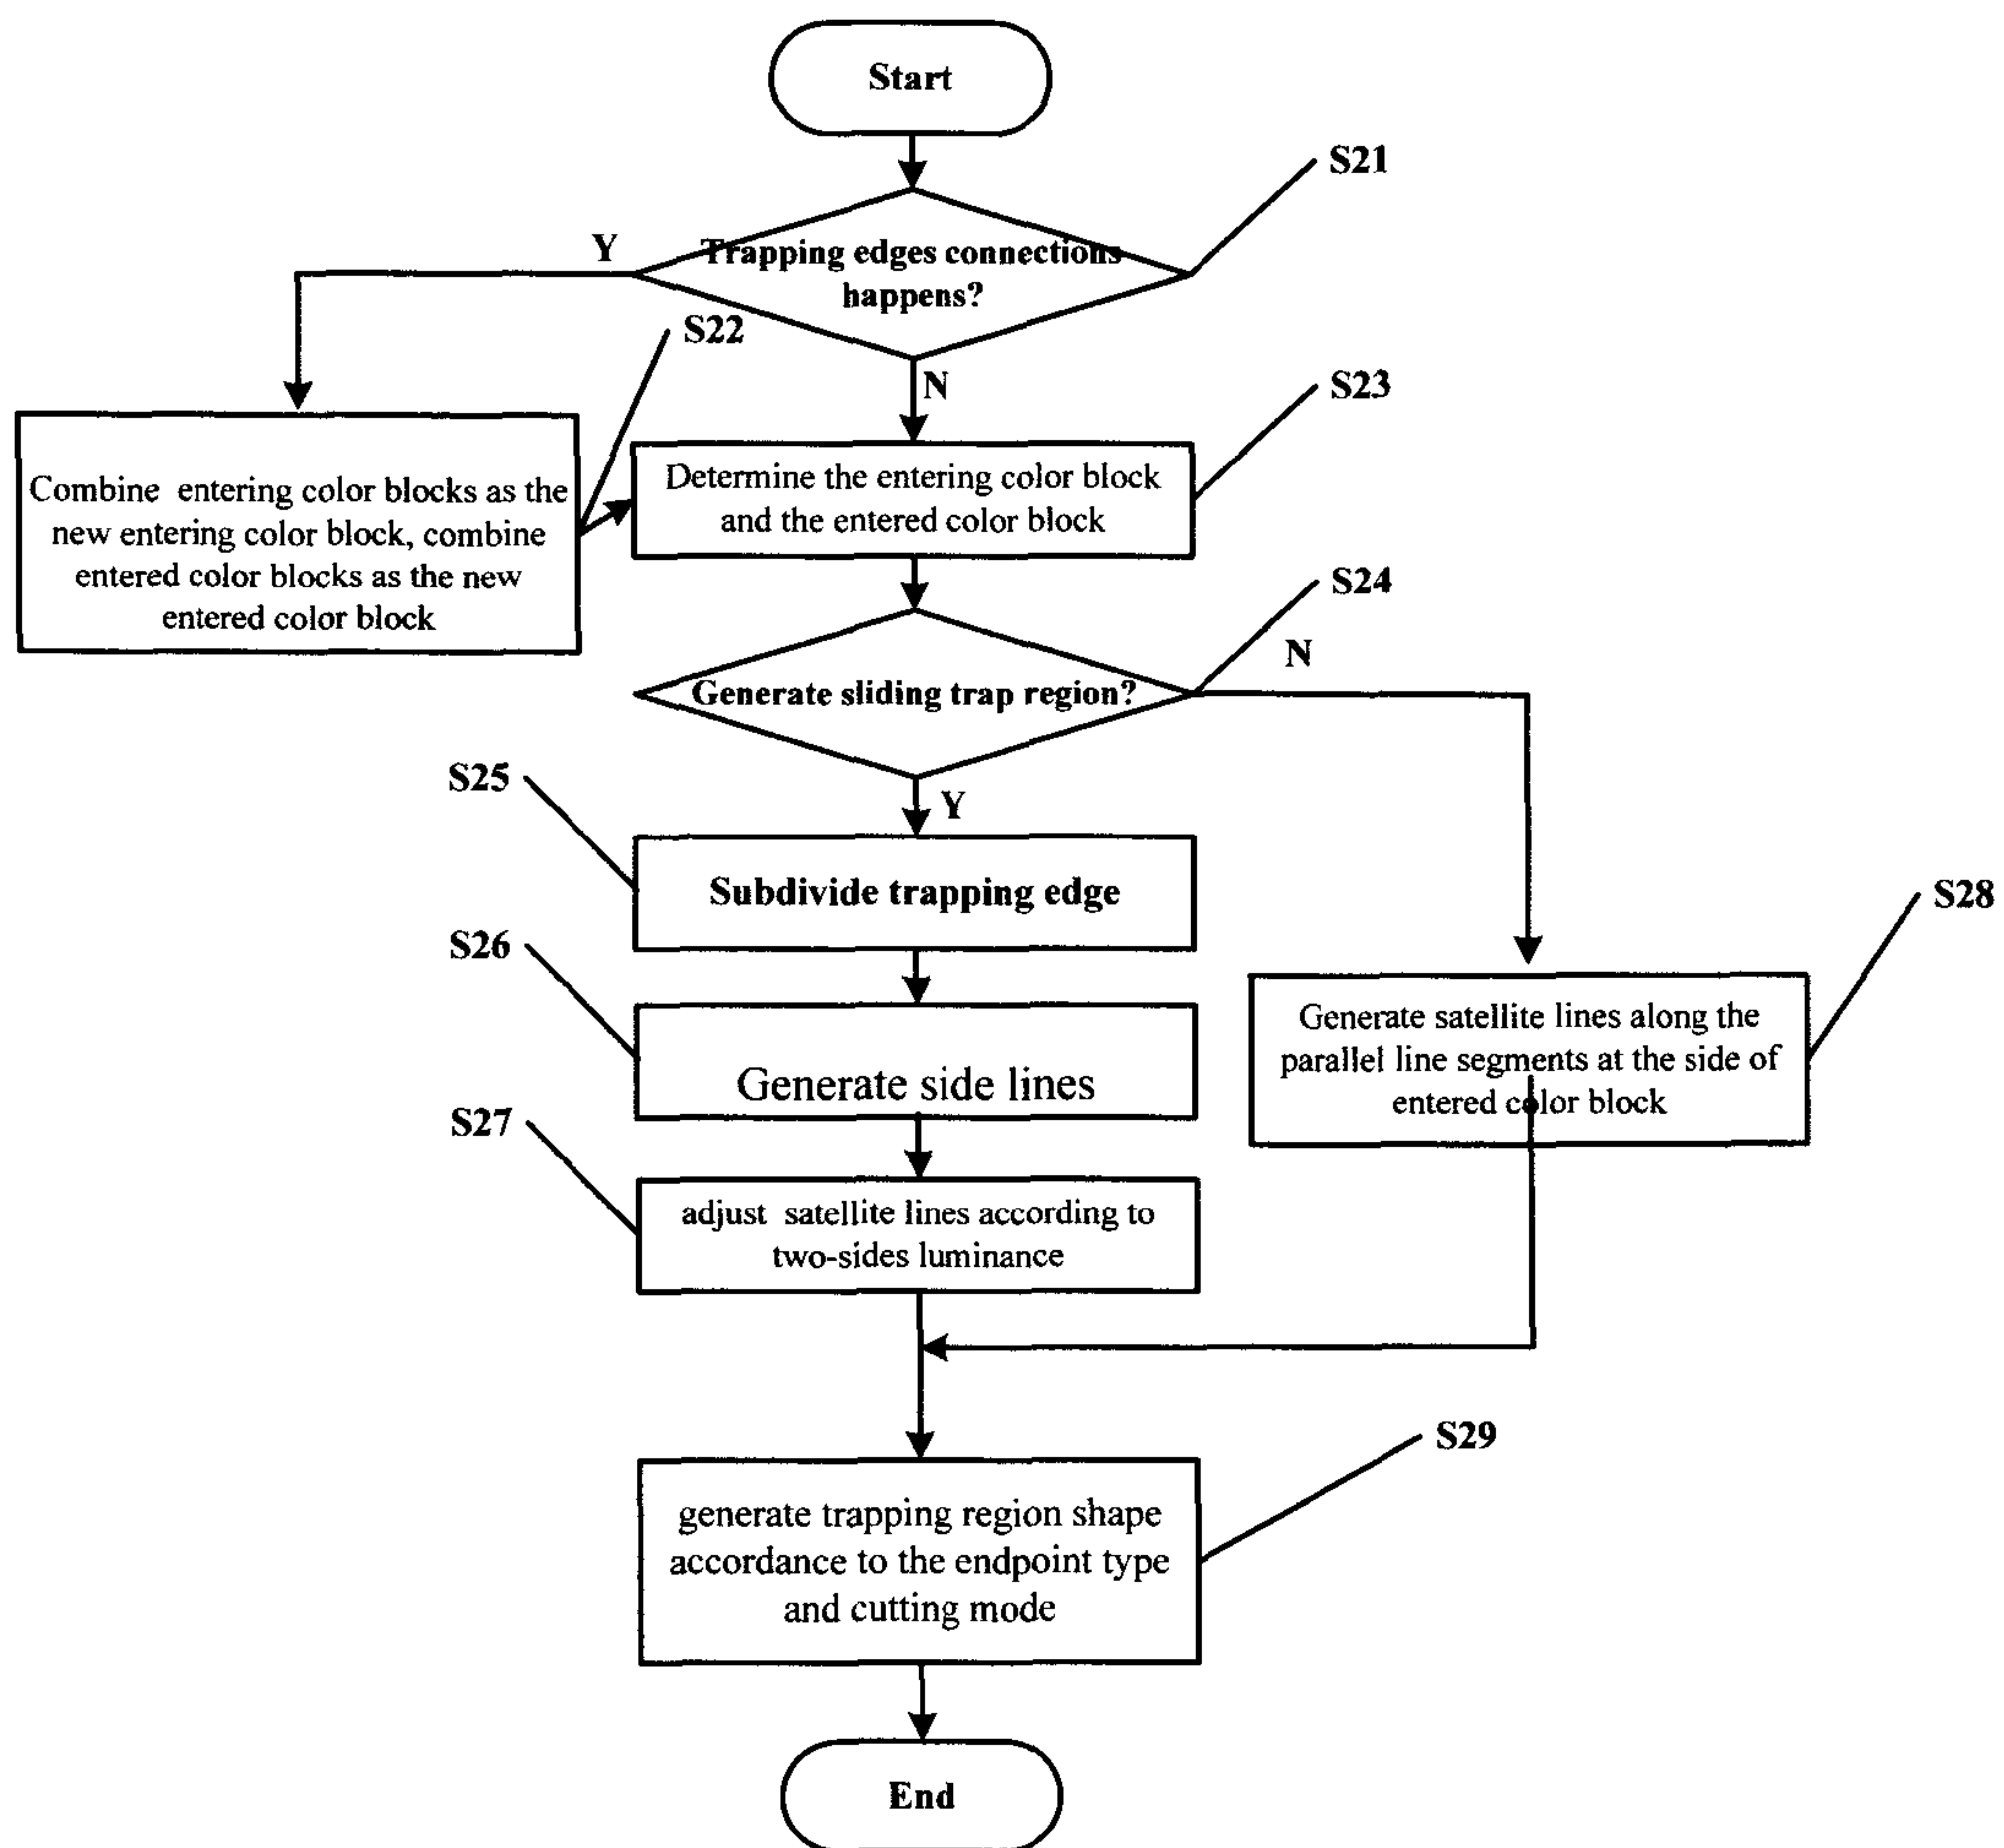 Start
S21
Y
Trapping edges connections
happens?
S22
N
S23
Combine entering color blocks as the
new entering color block, combine
entered color blocks as the new
entered color block
Determine the entering color block
and the entered color block
S24
N
Generate sliding trap region?
S25
Y
Subdivide trapping edge
S28
S26
Generate satellite lines along the
parallel line segments at the side of
entered color block
Generate side lines
S27
adjust satellite lines according to
two-sides luminance
S29
generate trapping region shape
accordance to the endpoint type
and cutting mode
End